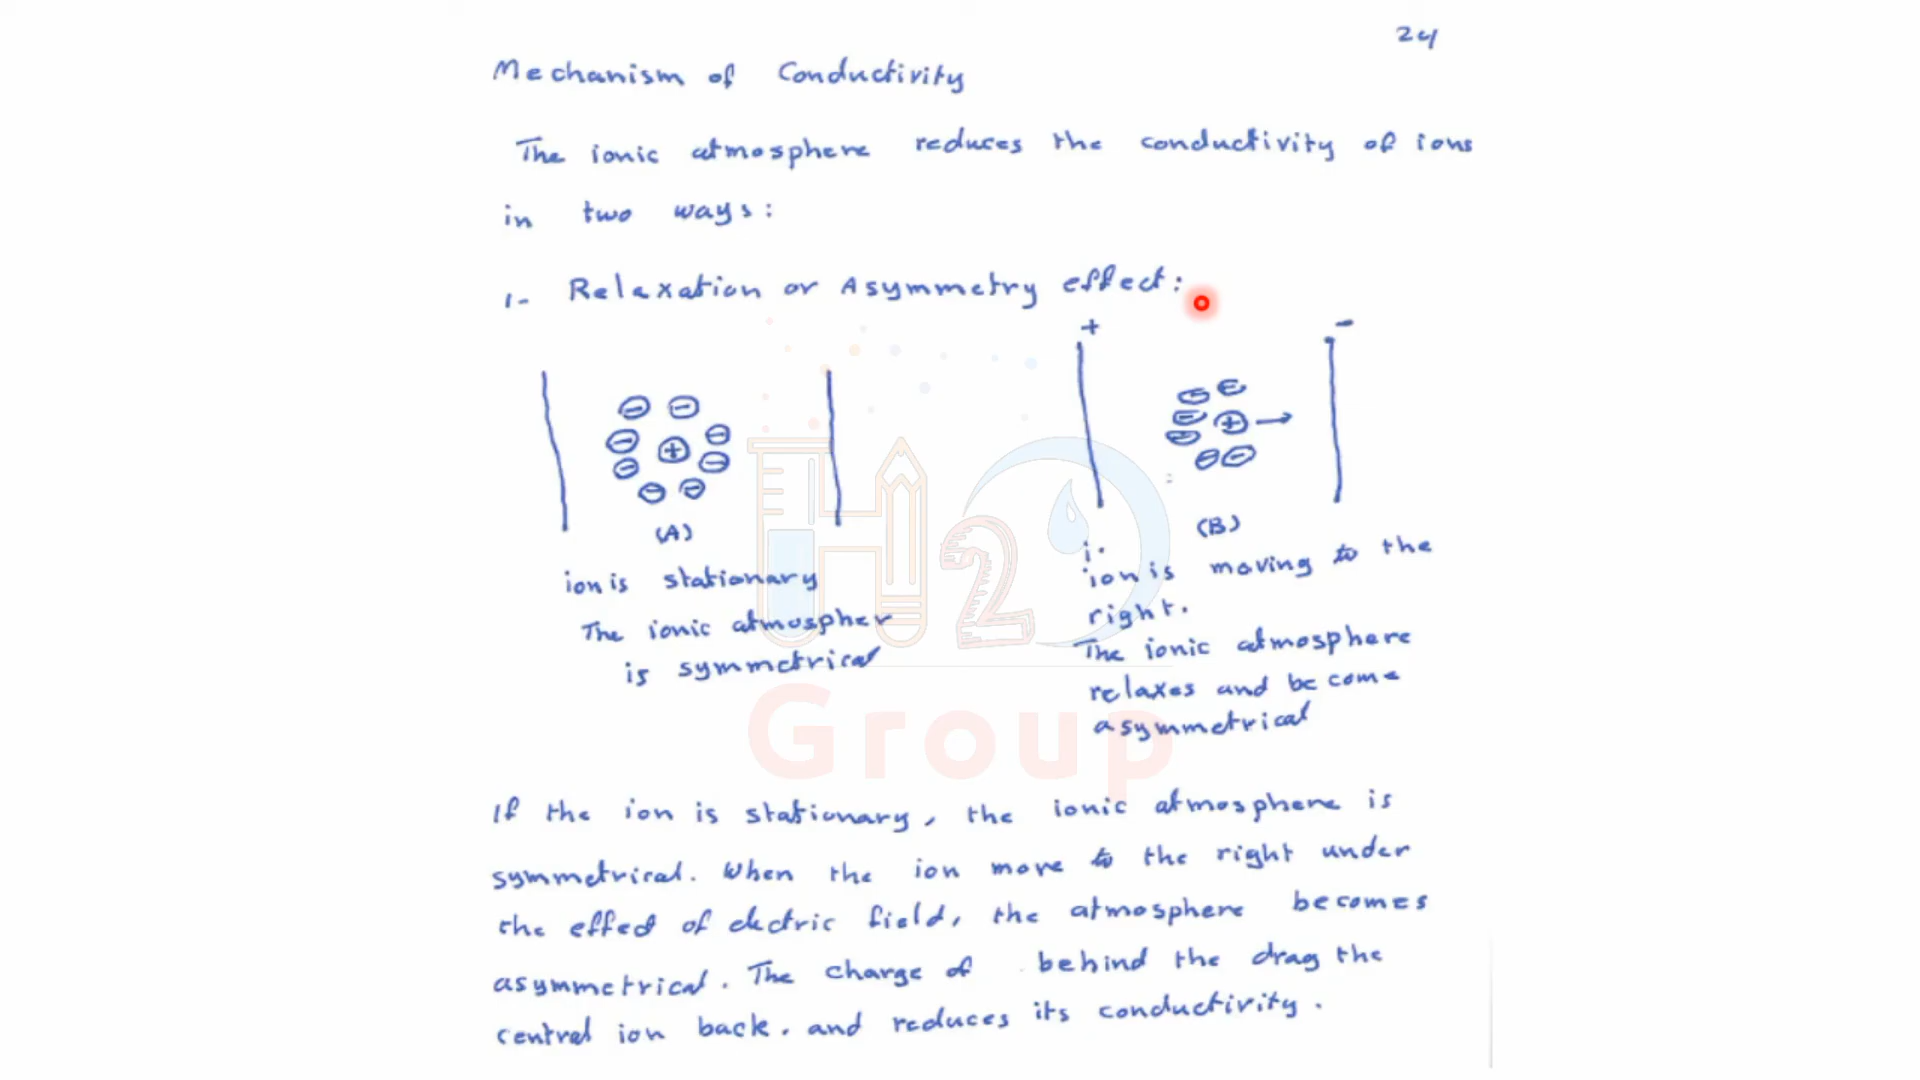 24
Mechanism of Conductivity
The ionic atmosphere reduces the conductivity of ions
in two ways:
1- Relaxation or Asymmetry effect:
+ -
- -
- + - -
- -
- -
(A)
ion is stationary
The ionic atmospher
is symmetrical
- -
- +
-
- -
(B)
i.
ion is moving to the
right.
The ionic atmosphere
relaxes and become
asymmetrical
H2O
Group
If the ion is stationary, the ionic atmosphere is
symmetrical. When the ion move to the right under
the effect of electric field, the atmosphere becomes
asymmetrical. The charge of behind the drag the
central ion back. and reduces its conductivity.